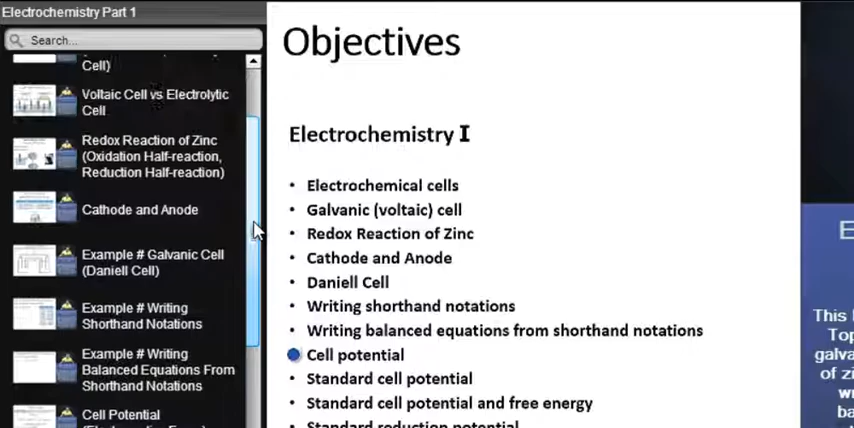 Electrochemistry Part 1
Search...
Cell)
Voltaic Cell vs Electrolytic
Cell
Redox Reaction of Zinc
(Oxidation Half-reaction,
Reduction Half-reaction)
Cathode and Anode
Example # Galvanic Cell
(Daniell Cell)
Example # Writing
Shorthand Notations
Example # Writing
Balanced Equations From
Shorthand Notations
Cell Potential
Objectives
Electrochemistry I
• Electrochemical cells
• Galvanic (voltaic) cell
• Redox Reaction of Zinc
• Cathode and Anode
• Daniell Cell
• Writing shorthand notations
• Writing balanced equations from shorthand notations
Cell potential
• Standard cell potential
• Standard cell potential and free energy
• Standard reduction potential
E
This
Top
galva
of zi
w
ba